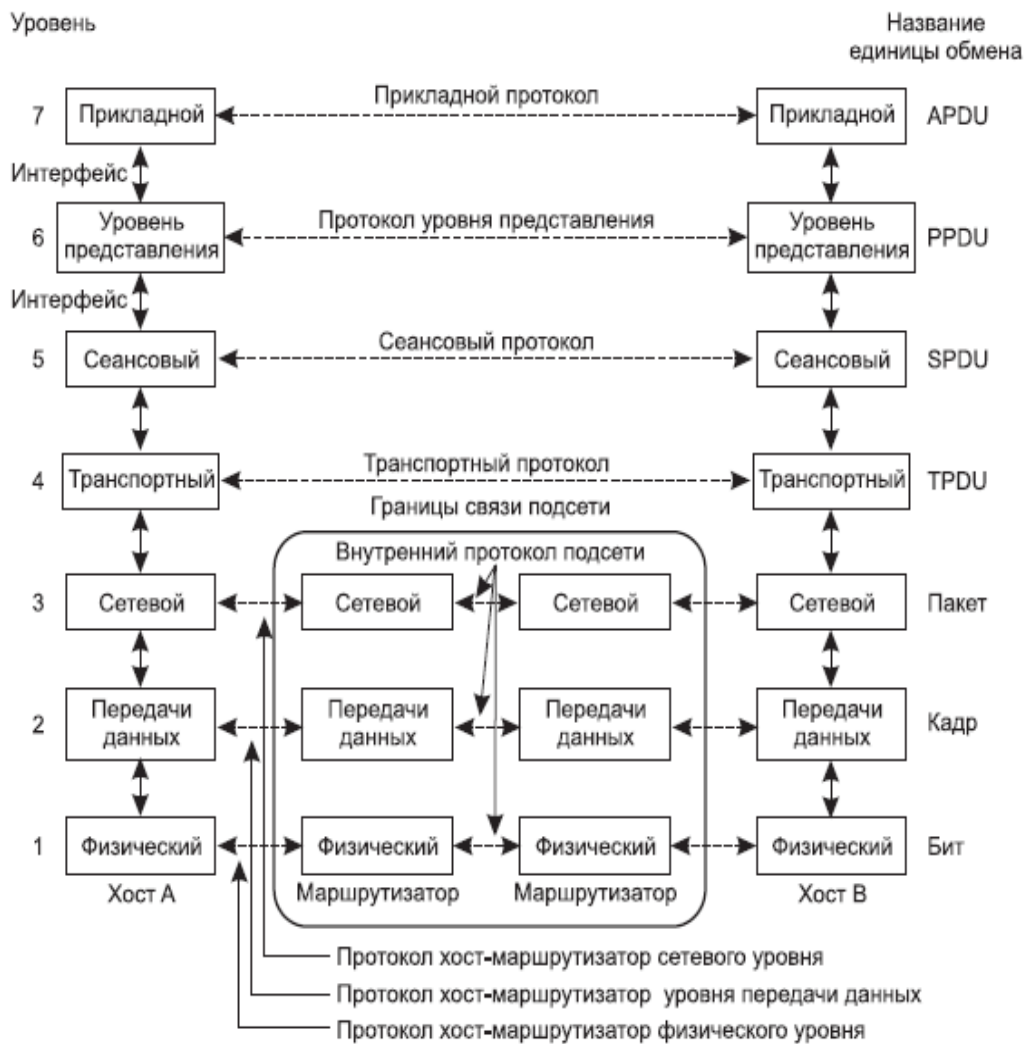 Уровень
Название
единицы обмена
Прикладной протокол
7 Прикладной Прикладной APDU
Интерфейс
Протокол уровня представления
6 Уровень представления Уровень представления PPDU
Интерфейс
Сеансовый протокол
5 Сеансовый Сеансовый SPDU
Транспортный протокол
4 Транспортный Транспортный TPDU
Границы связи подсети
Внутренний протокол подсети
3 Сетевой Сетевой Сетевой Сетевой Пакет
2 Передачи данных Передачи данных Передачи данных Передачи данных Кадр
1 Физический Физический Физический Физический Бит
Хост А Маршрутизатор Маршрутизатор Хост В
Протокол хост-маршрутизатор сетевого уровня
Протокол хост-маршрутизатор уровня передачи данных
Протокол хост-маршрутизатор физического уровня